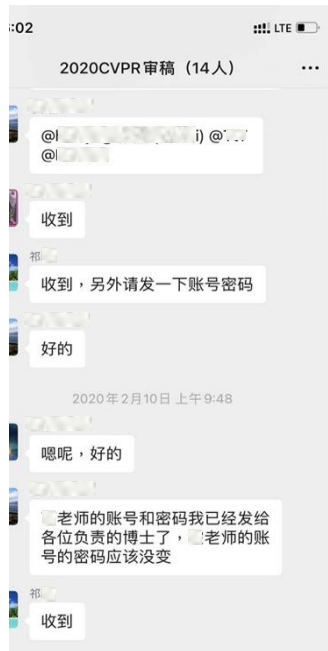 :02
LTE
2020CVPR审稿（14人）
...
@
i) @
@
收到
祁
收到，另外请发一下账号密码
好的
2020年2月10日 上午9:48
嗯呢，好的
老师的账号和密码我已经发给
各位负责的博士了，
老师的账
号的密码应该没变
祁
收到